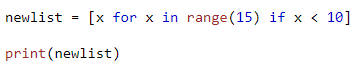 newlist = [x for x in range(15) if x < 10]
print(newlist)